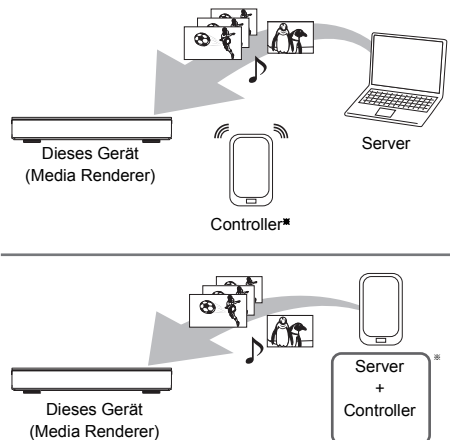 Dieses Gerät
(Media Renderer)
Server
Controller※
Dieses Gerät
(Media Renderer)
Server ※
+
Controller